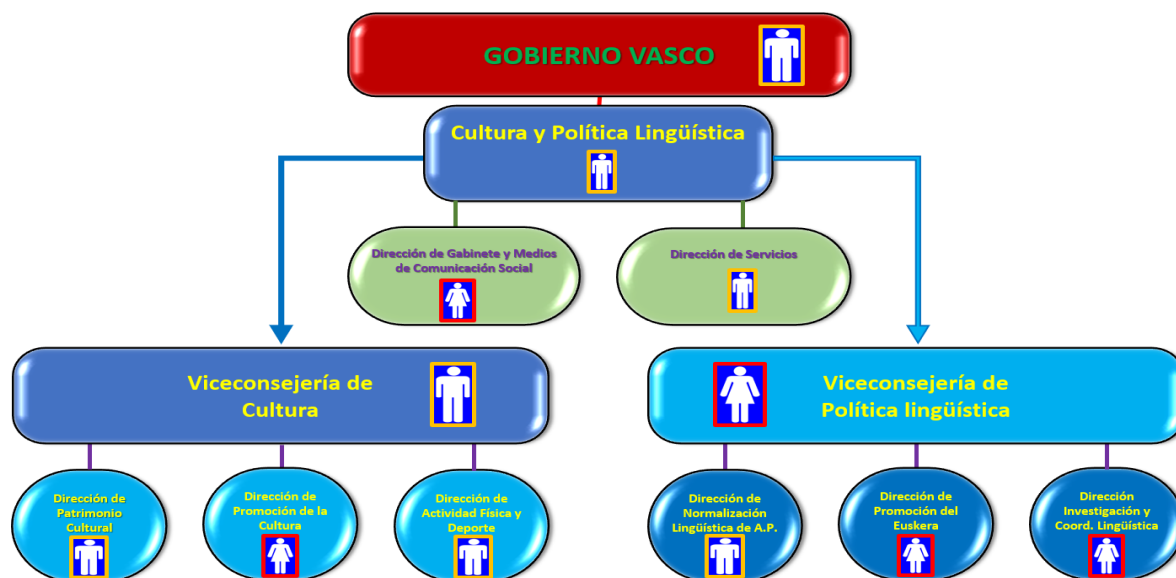 GOBIERNO VASCO
Cultura y Política Lingüística
Dirección de Gabinete y Medios
de Comunicación Social
Dirección de Servicios
Viceconsejería de
Cultura
Viceconsejería de
Política lingüística
Dirección de
Patrimonio
Cultural
Dirección de
Promoción de la
Cultura
Dirección de
Actividad Física y
Deporte
Dirección de
Normalización
Lingüística de A.P.
Dirección de
Promoción del
Euskera
Dirección
Investigación y
Coord. Lingüística